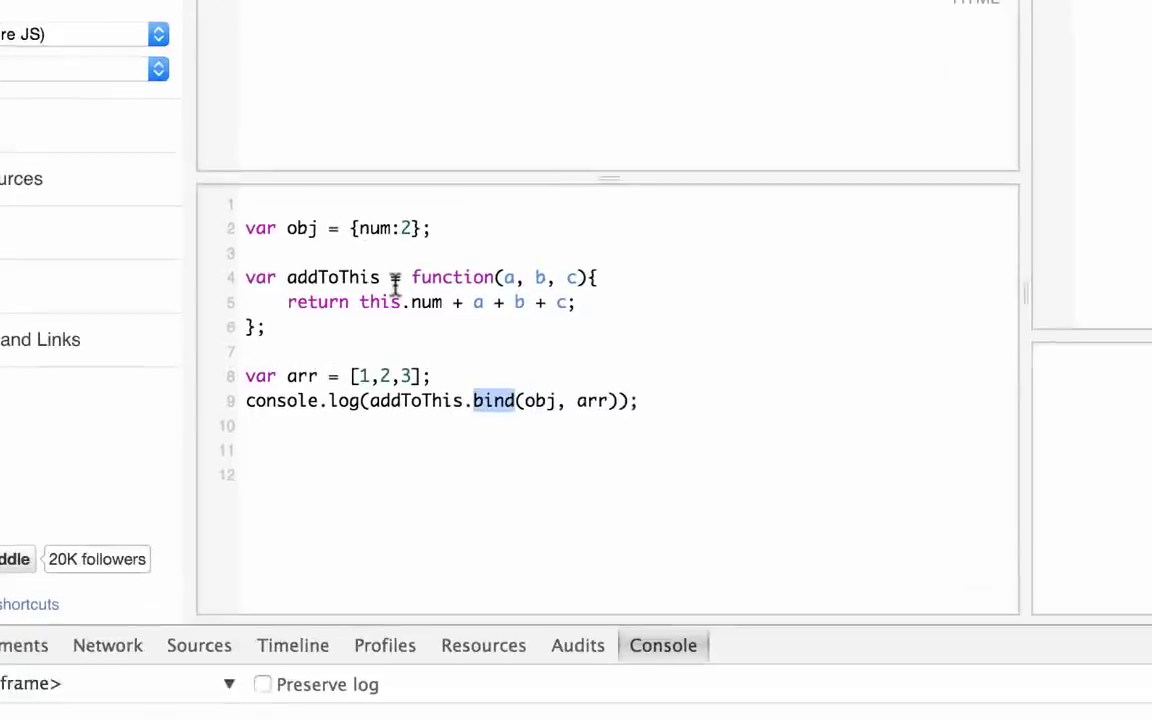 HTML
re JS)
urces
and Links
1
2 var obj = {num:2};
3
4 var addToThis = function(a, b, c){
5 return this.num + a + b + c;
6 };
7
8 var arr = [1,2,3];
9 console.log(addToThis.bind(obj, arr));
10
11
12
ddle 20K followers
shortcuts
ments Network Sources Timeline Profiles Resources Audits Console
frame> ▼ Preserve log